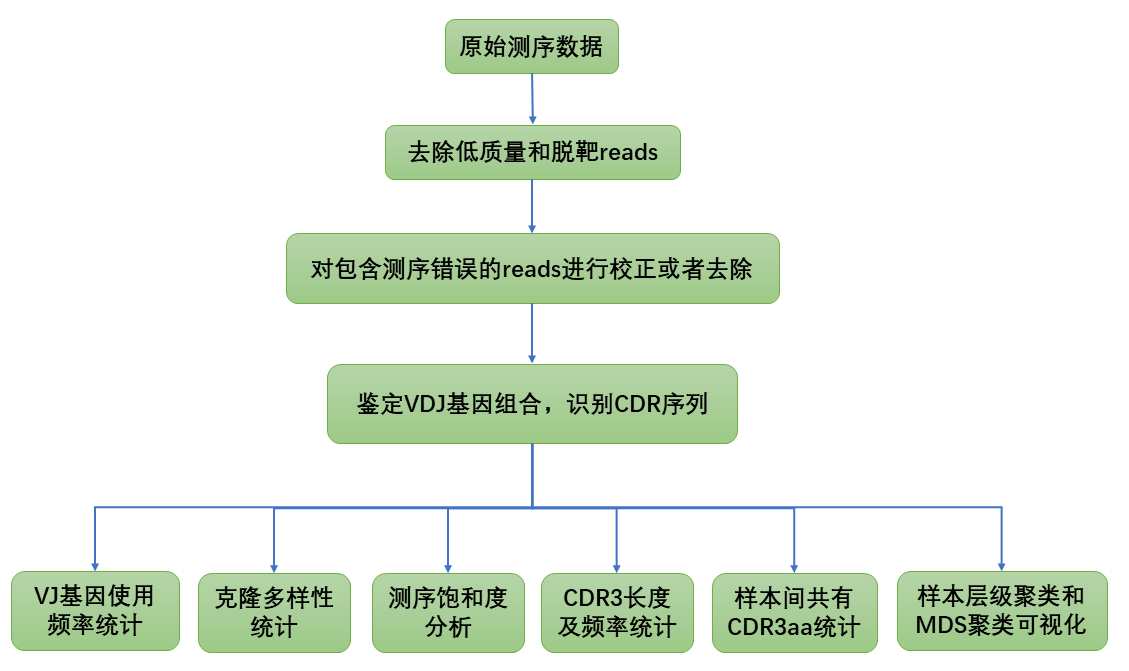 原始测序数据
去除低质量和脱靶reads
对包含测序错误的reads进行校正或者去除
鉴定VDJ基因组合，识别CDR序列
VJ基因使用
频率统计
克隆多样性
统计
测序饱和度
分析
CDR3长度
及频率统计
样本间共有
CDR3aa统计
样本层级聚类和
MDS聚类可视化